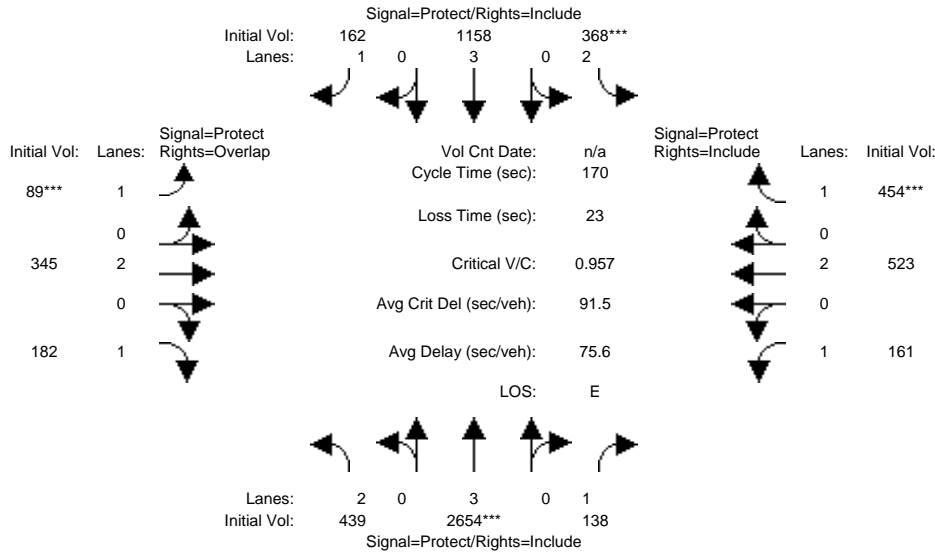 Signal=Protect/Rights=Include
Initial Vol: 162 1158 368***
Lanes: 1 0 3 0 2
Signal=Protect Signal=Protect
Initial Vol: Lanes: Rights=Overlap Vol Cnt Date: n/a Rights=Include Lanes: Initial Vol:
Cycle Time (sec): 170
89*** 1 1 454***
Loss Time (sec): 23
0 0
345 2 Critical V/C: 0.957 2 523
0 Avg Crit Del (sec/veh): 91.5 0
182 1 Avg Delay (sec/veh): 75.6 1 161
LOS: E
Lanes: 2 0 3 0 1
Initial Vol: 439 2654*** 138
Signal=Protect/Rights=Include